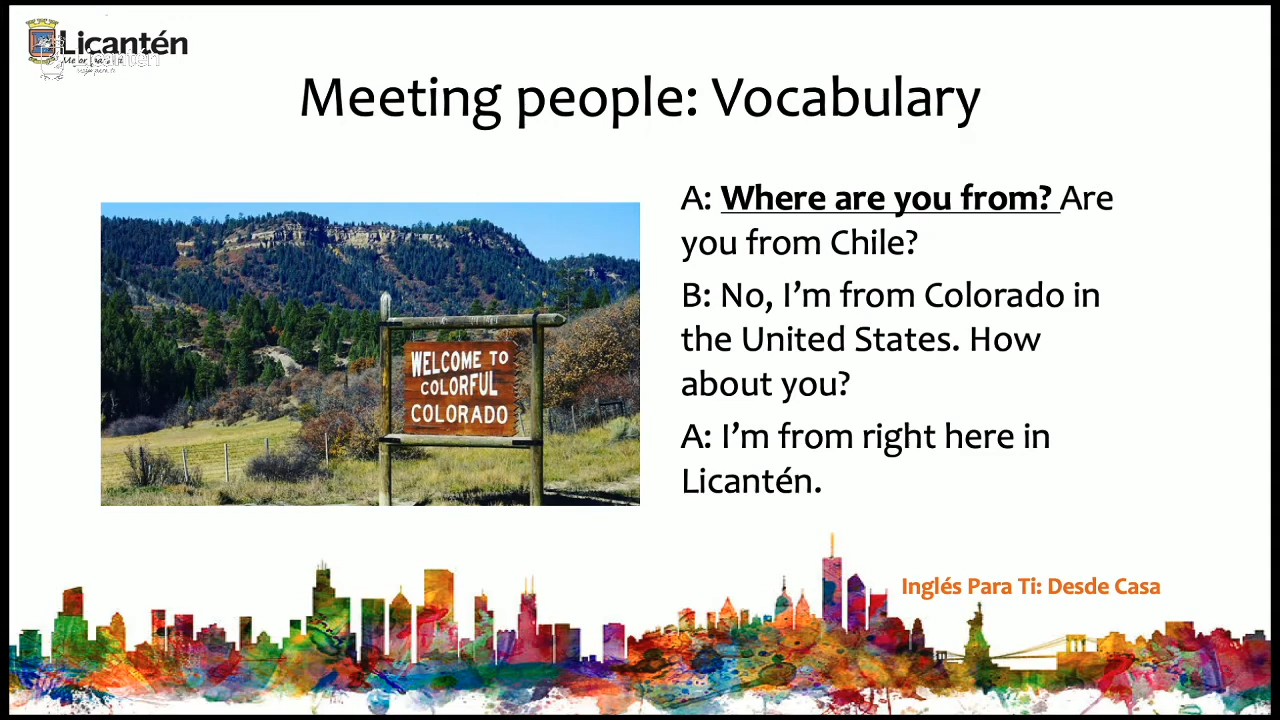 Licantén
Meeting people: Vocabulary
A: Where are you from? Are
you from Chile?
B: No, I’m from Colorado in
the United States. How
about you?
A: I’m from right here in
Licantén.
WELCOME TO
COLORFUL
COLORADO
Inglés Para Ti: Desde Casa